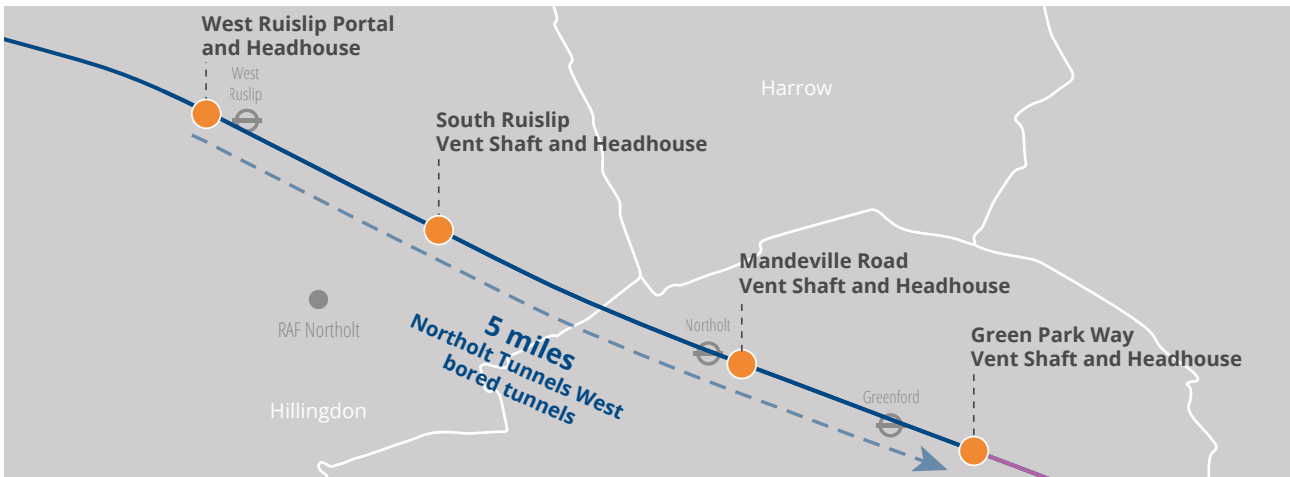 West Ruislip Portal
and Headhouse
West
Ruslip
South Ruislip
Vent Shaft and Headhouse
Harrow
Mandeville Road
Vent Shaft and Headhouse
RAF Northolt
Northolt
5 miles
Northolt Tunnels West
bored tunnels
Green Park Way
Vent Shaft and Headhouse
Greenford
Hillingdon